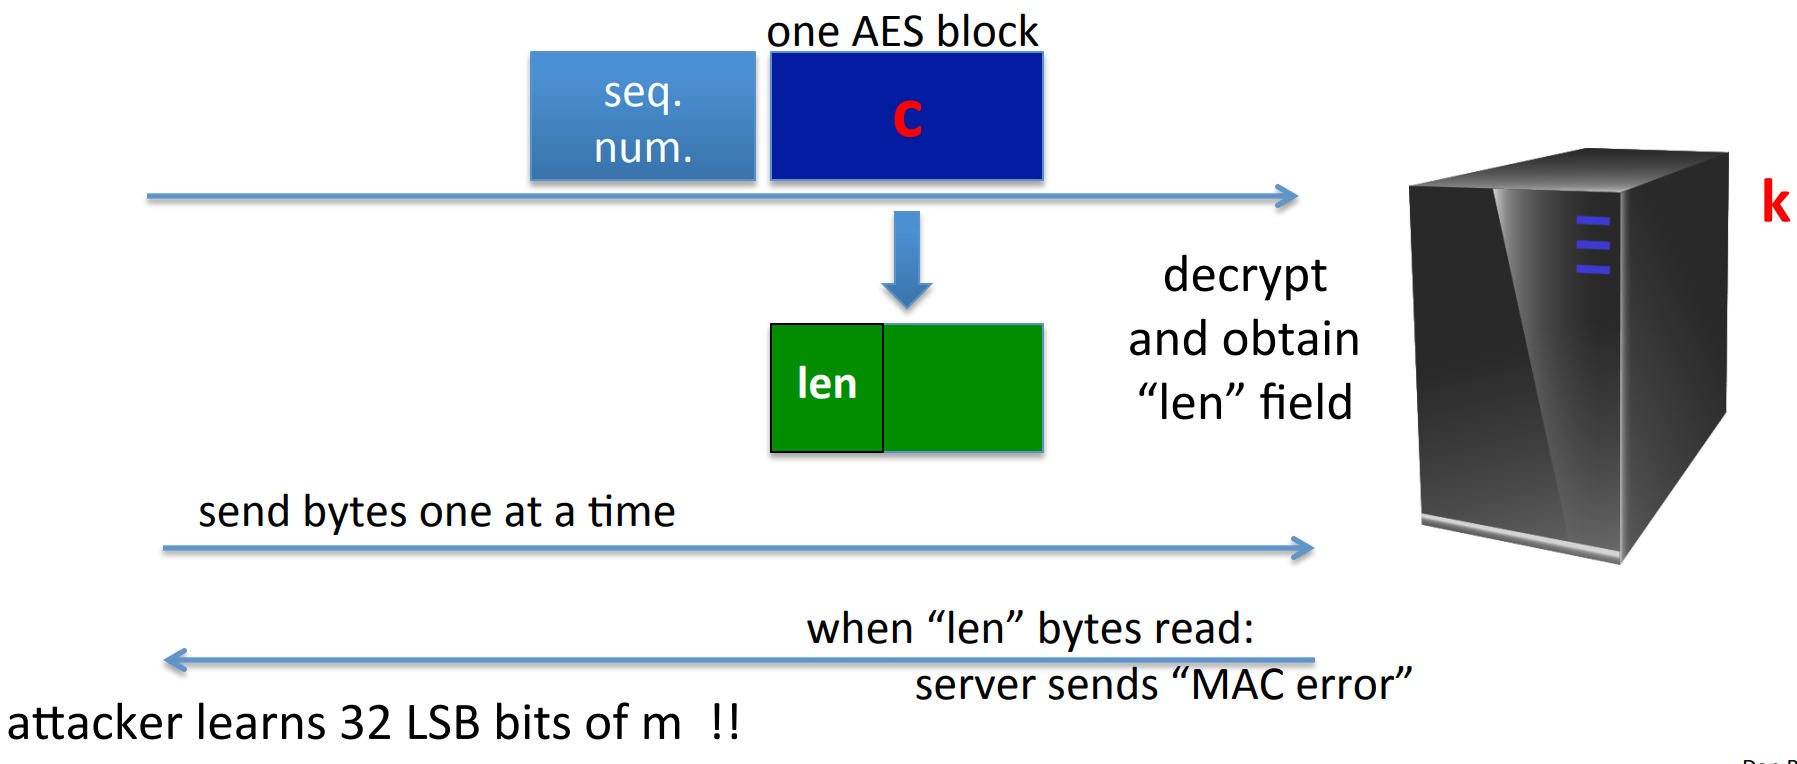 one AES block
seq.
num.
c
k
decrypt
and obtain
“len” field
len
send bytes one at a time
when “len” bytes read:
server sends “MAC error”
attacker learns 32 LSB bits of m !!